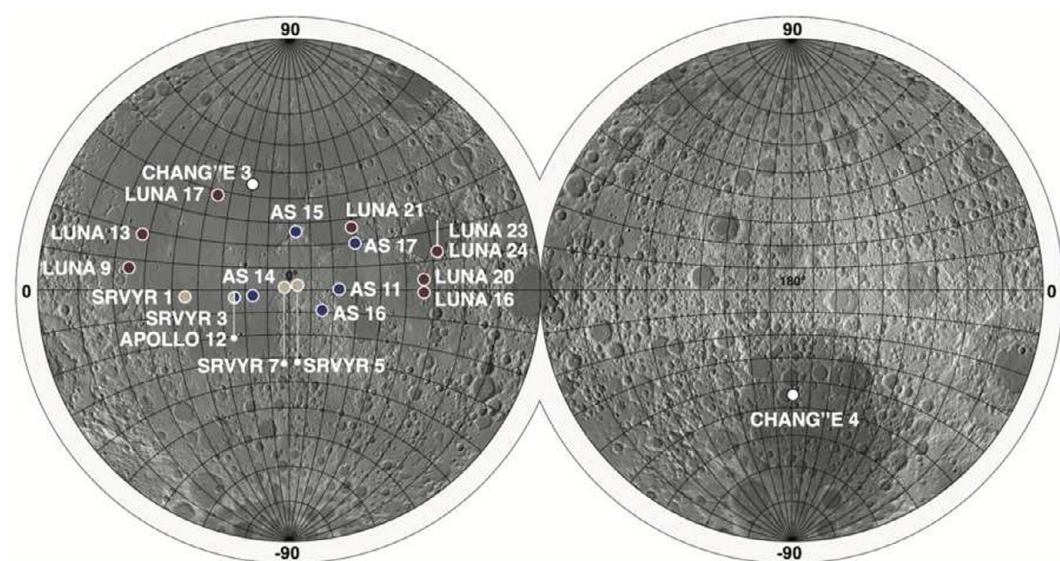 90
90
CHANG"E 3
LUNA 17
AS 15
LUNA 21
LUNA 23
LUNA 13
AS 17
LUNA 24
LUNA 9
AS 14
0°
LUNA 20
180°
0
SRVYR 1
AS 11
LUNA 16
0
SRVYR 3
AS 16
APOLLO 12
SRVYR 7
SRVYR 5
CHANG"E 4
-90
-90